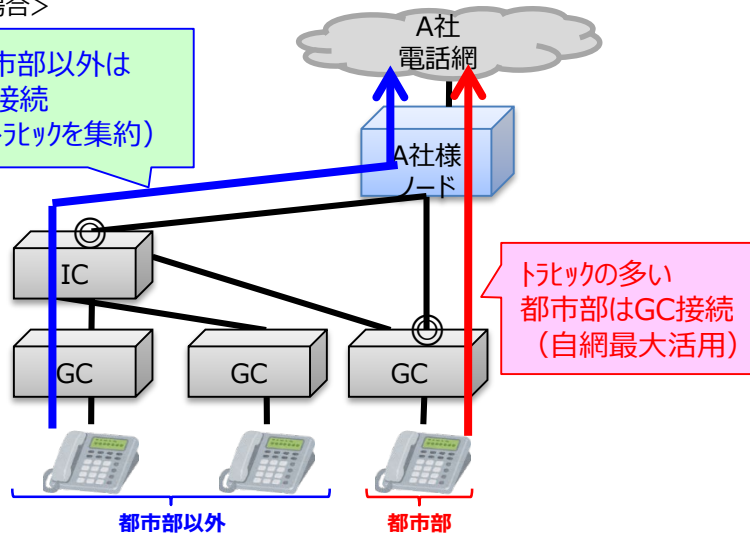 場合＞
A社
電話網
市部以外は
接続
ﾄﾗﾋｯｸを集約）
A社様
ノード
IC
ﾄﾗﾋｯｸの多い
都市部はGC接続
（自網最大活用）
GC
GC
GC
都市部以外
都市部